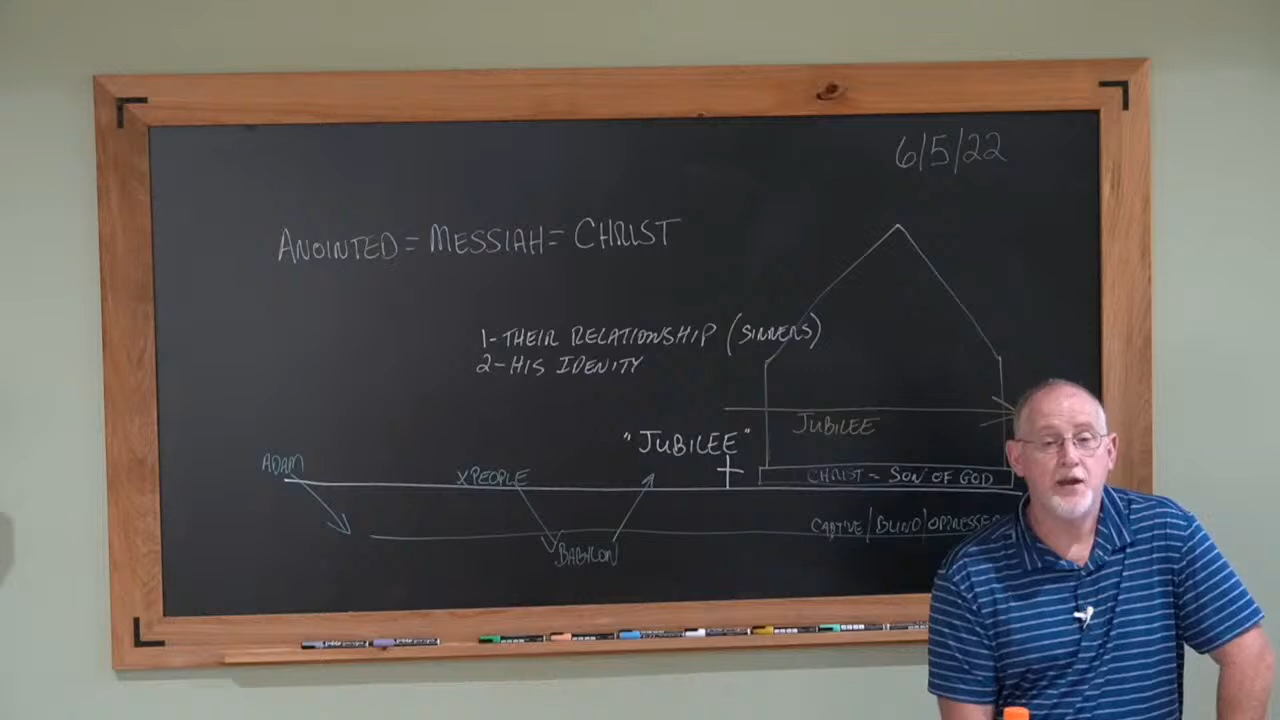 6/5/22
ANOINTED = MESSIAH = CHRIST
1-THEIR RELATIONSHIP (SINNERS)
2-HIS IDENITY
JUBILEE
"JUBILEE"
ADAM
XPEOPLE
CHRIST = SON OF GOD
CAPTIVE/BLIND/OPPRESSE
BABYLON